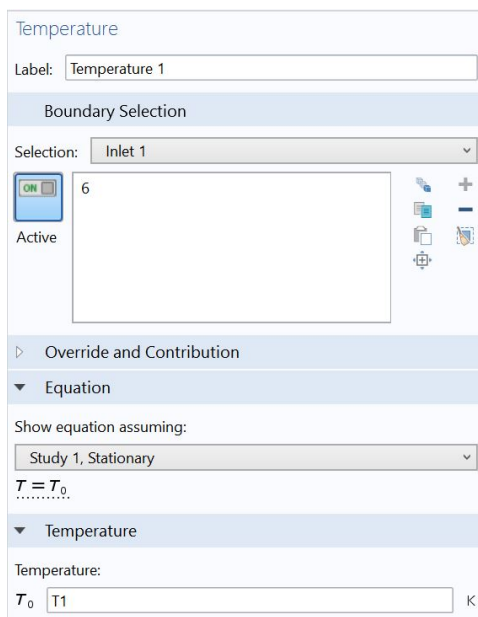 Temperature
Label: Temperature 1
Boundary Selection
Selection: Inlet 1
ON 6
Active
Override and Contribution
Equation
Show equation assuming:
Study 1, Stationary
T = T₀
Temperature
Temperature:
T₀ T1 K